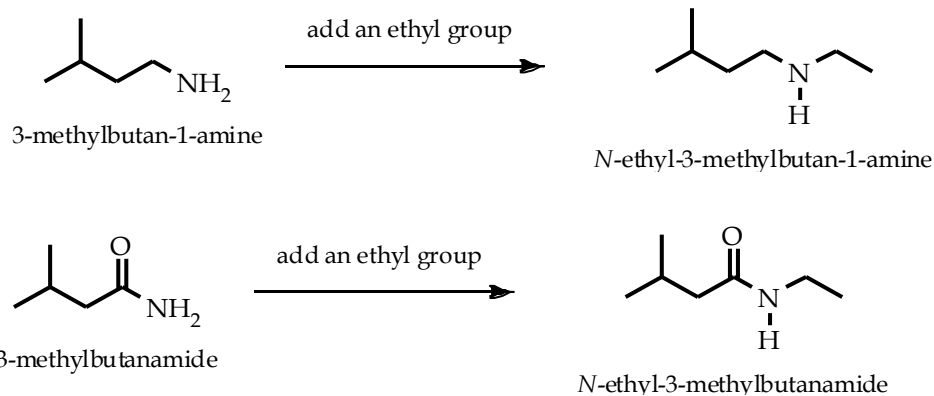 add an ethyl group
NH2
N
H
3-methylbutan-1-amine
N-ethyl-3-methylbutan-1-amine
O
O
add an ethyl group
NH2
N
H
3-methylbutanamide
N-ethyl-3-methylbutanamide